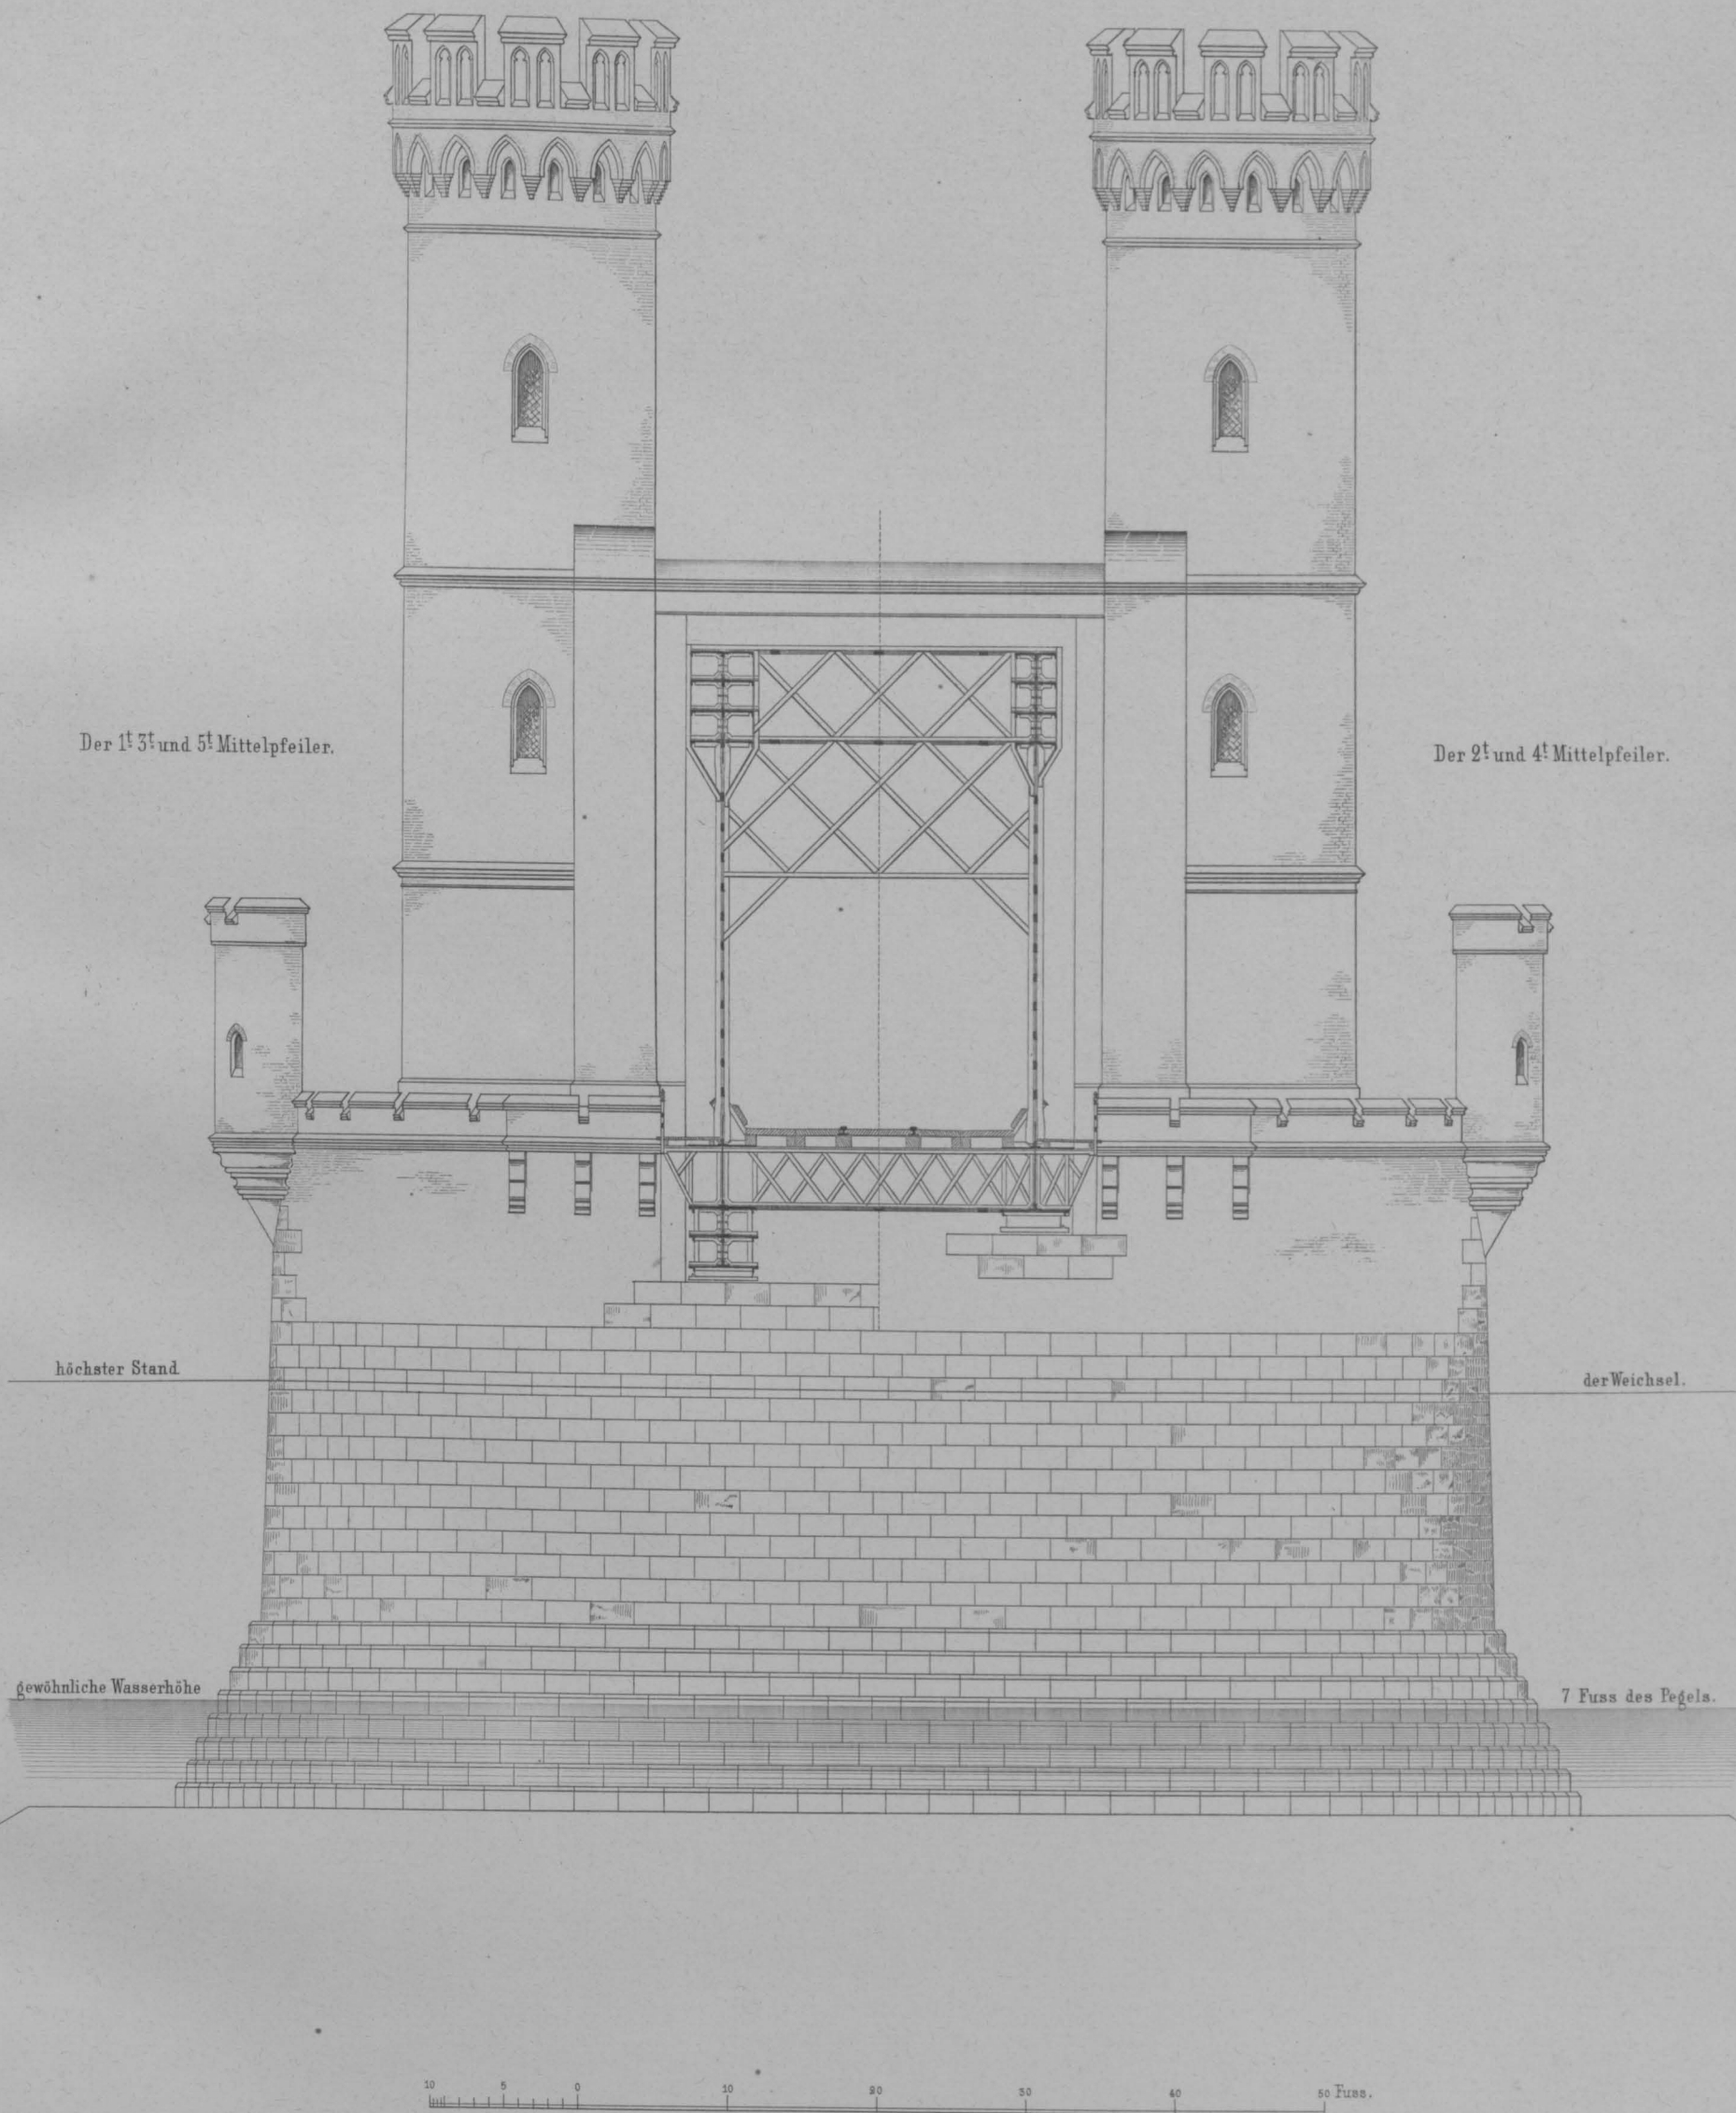 Der 1t 3t und 5t Mittelpfeiler.
Der 2t und 4t Mittelpfeiler.
höchster Stand
der Weichsel.
gewöhnliche Wasserhöhe
7 Fuss des Pegels.
10 5 0 10 20 30 40 50 Fuss.